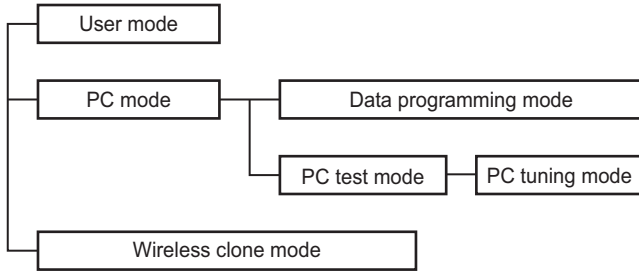 User mode
PC mode
Data programming mode
PC test mode
PC tuning mode
Wireless clone mode